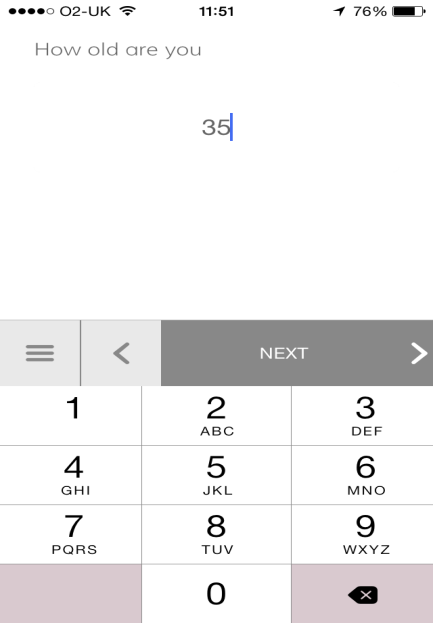 O2-UK 11:51 76%
How old are you
35
NEXT
1 2 3
ABC DEF
4 5 6
GHI JKL MNO
7 8 9
PQRS TUV WXYZ
0